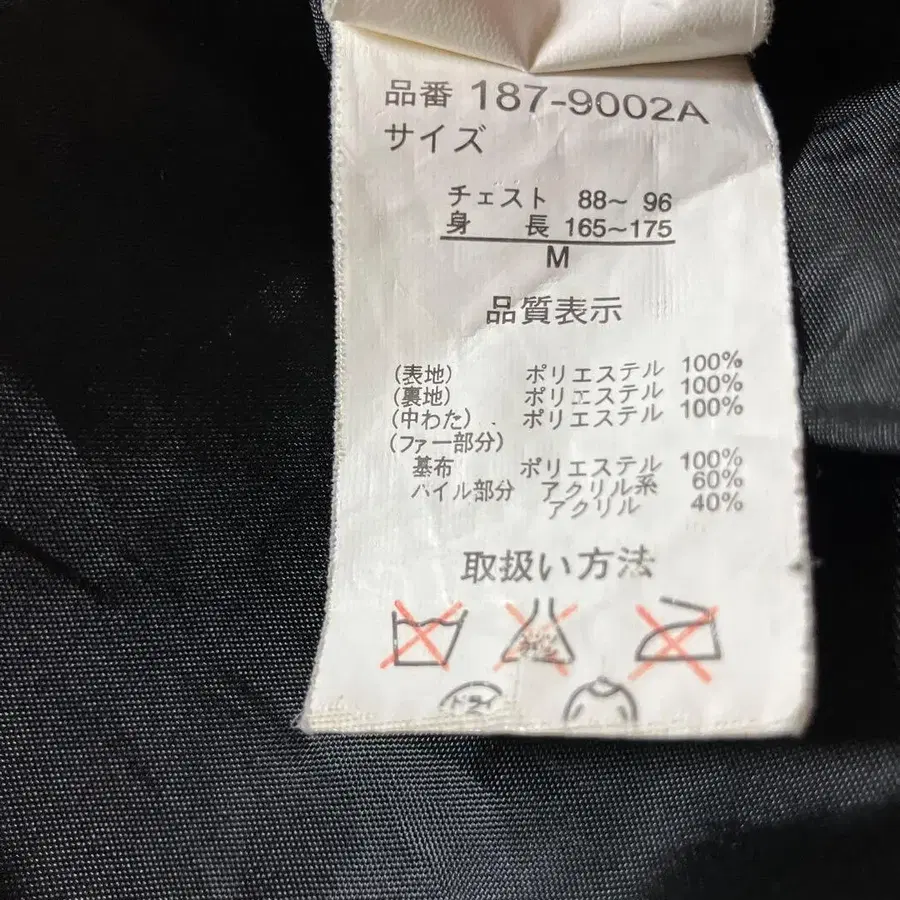 品番 187-9002A
サイズ
チェスト 88～ 96
身 長 165～175
M
品質表示
(表地) ポリエステル 100%
(裏地) ポリエステル 100%
(中わた) ポリエステル 100%
(ファー部分)
基布 ポリエステル 100%
パイル部分 アクリル系 60%
アクリル 40%
取扱い方法
ドライ